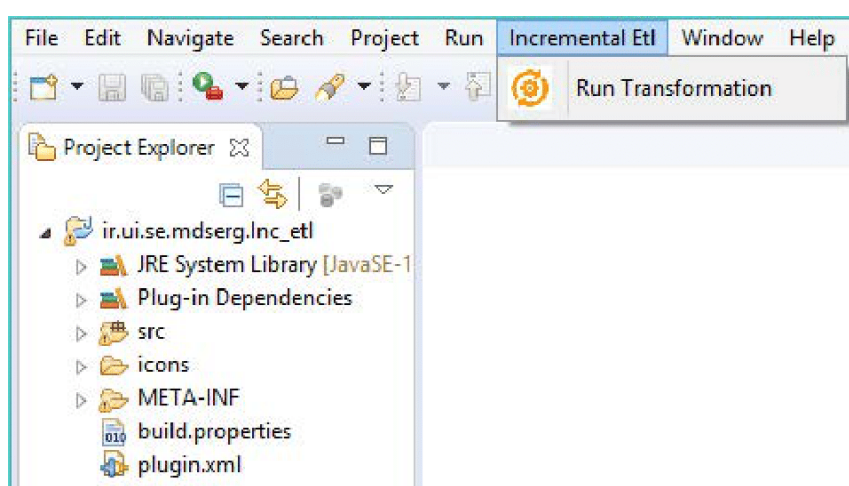 File Edit Navigate Search Project Run Incremental Etl Window Help
Run Transformation
Project Explorer
ir.ui.se.mdserg.Inc_etl
JRE System Library [JavaSE-1
Plug-in Dependencies
src
icons
META-INF
010
build.properties
plugin.xml